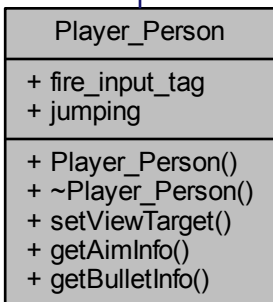 Player_Person
+ fire_input_tag
+ jumping
+ Player_Person()
+ ~Player_Person()
+ setViewTarget()
+ getAimInfo()
+ getBulletInfo()